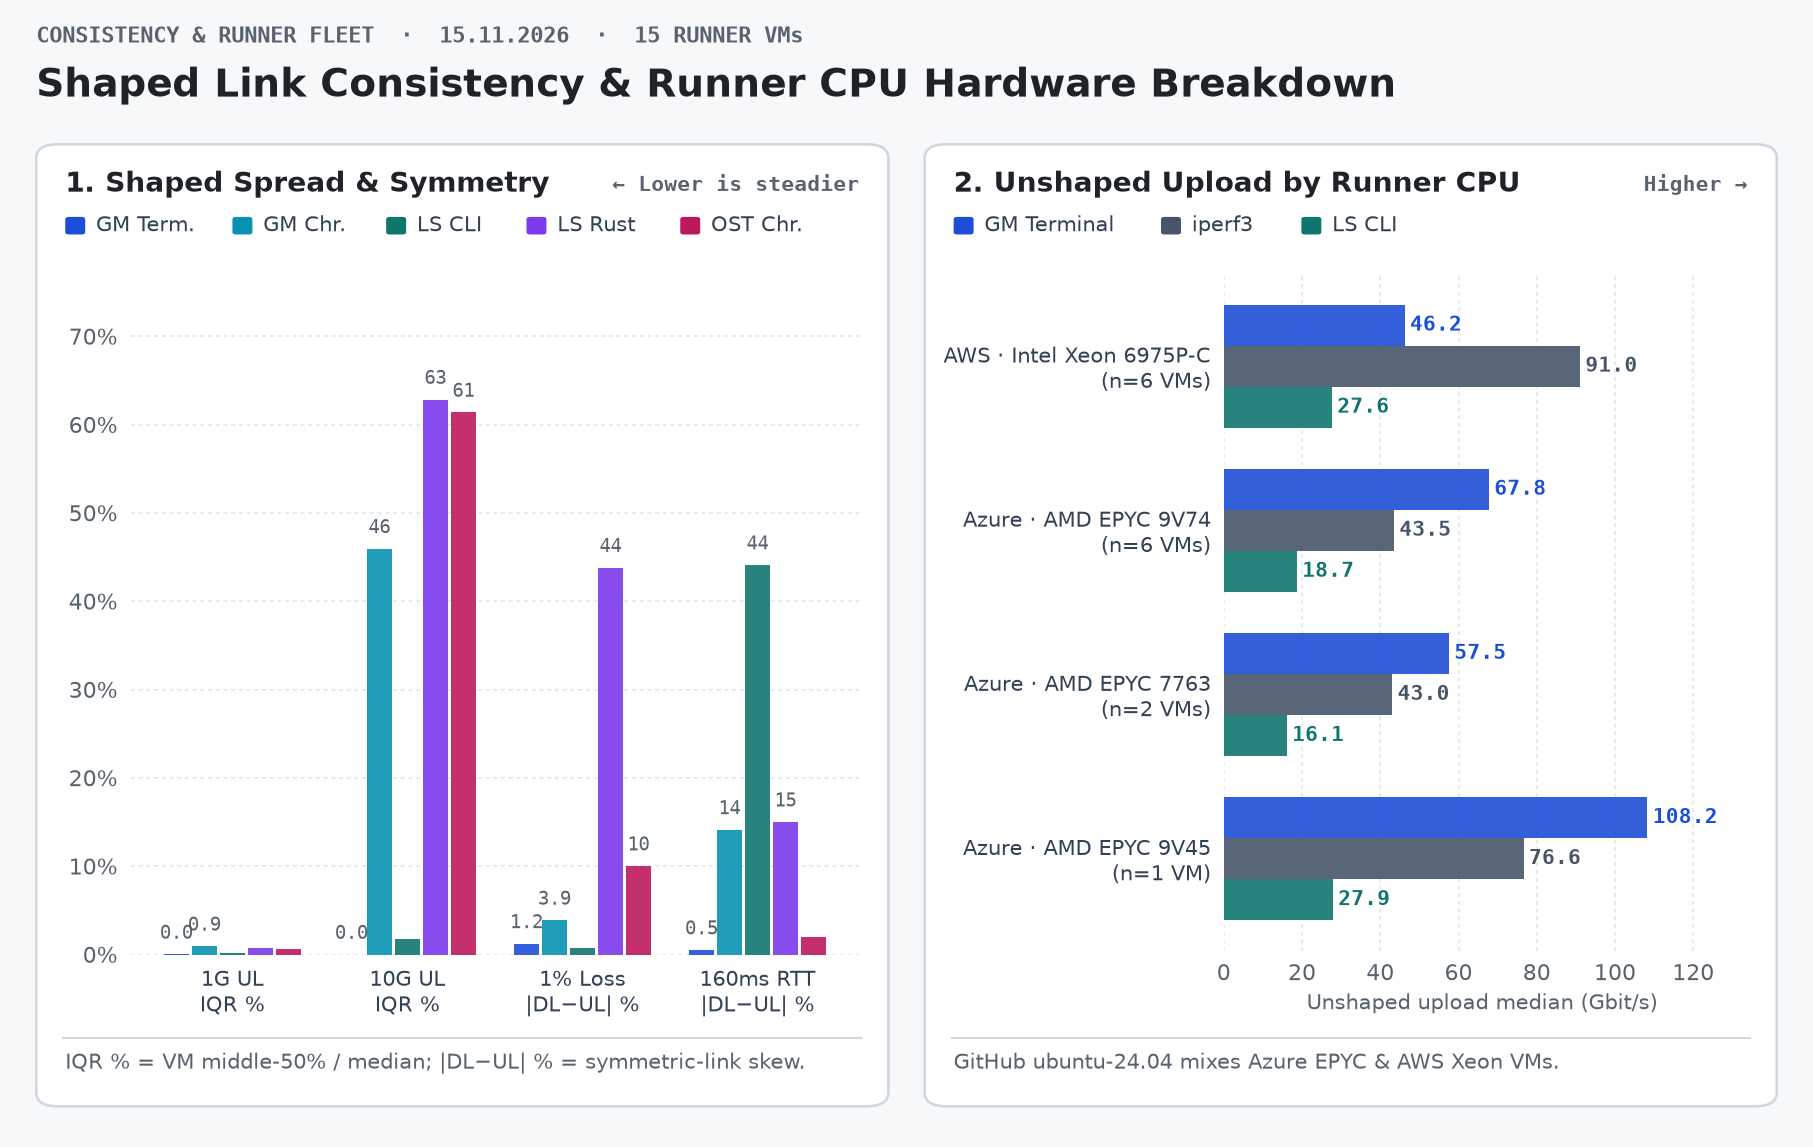 CONSISTENCY & RUNNER FLEET · 15.11.2026 · 15 RUNNER VMs
Shaped Link Consistency & Runner CPU Hardware Breakdown
1. Shaped Spread & Symmetry
← Lower is steadier
GM Term.
GM Chr.
LS CLI
LS Rust
OST Chr.
70%
60%
50%
40%
30%
20%
10%
0%
0.0
0.9
0.0
46
63
61
1.2
3.9
44
10
0.5
14
44
15
1G UL
IQR %
10G UL
IQR %
1% Loss
|DL−UL| %
160ms RTT
|DL−UL| %
IQR % = VM middle-50% / median; |DL−UL| % = symmetric-link skew.
2. Unshaped Upload by Runner CPU
Higher →
GM Terminal
iperf3
LS CLI
AWS · Intel Xeon 6975P-C
(n=6 VMs)
46.2
91.0
27.6
Azure · AMD EPYC 9V74
(n=6 VMs)
67.8
43.5
18.7
Azure · AMD EPYC 7763
(n=2 VMs)
57.5
43.0
16.1
Azure · AMD EPYC 9V45
(n=1 VM)
108.2
76.6
27.9
0
20
40
60
80
100
120
Unshaped upload median (Gbit/s)
GitHub ubuntu-24.04 mixes Azure EPYC & AWS Xeon VMs.